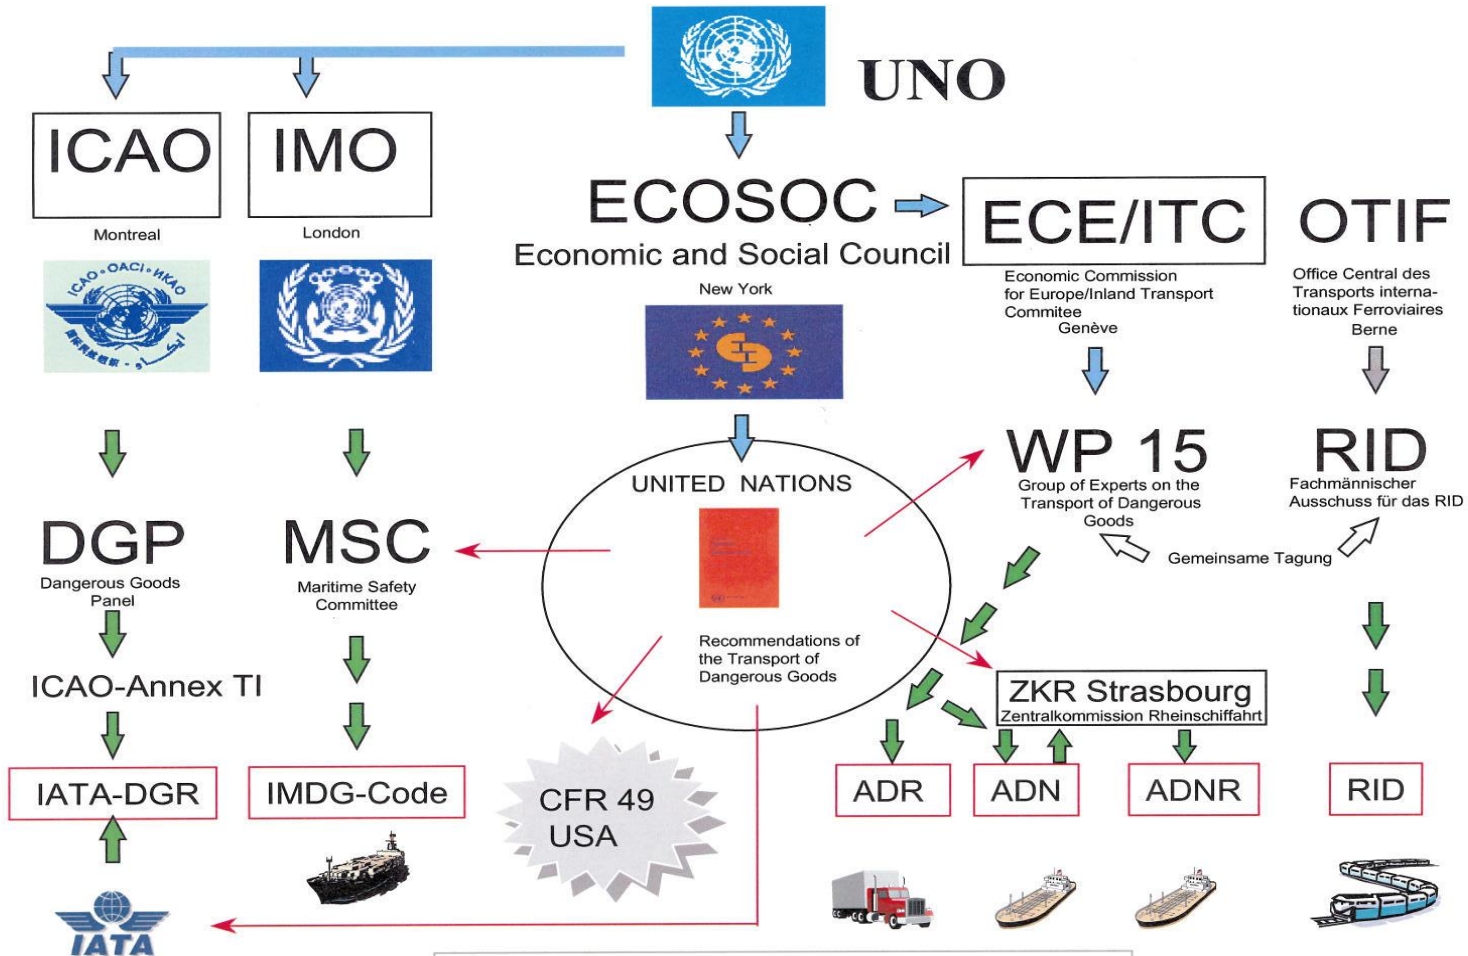 UNO
ICAO
IMO
Montreal
London
ICAO·OACI·ИКАО
ECOSOC
Economic and Social Council
New York
ECE/ITC
Economic Commission
for Europe/Inland Transport
Commitee
Genève
OTIF
Office Central des
Transports interna-
tionaux Ferroviaires
Berne
UNITED NATIONS
Recommendations of
the Transport of
Dangerous Goods
WP 15
Group of Experts on the
Transport of Dangerous
Goods
RID
Fachmännischer
Ausschuss für das RID
Gemeinsame Tagung
DGP
Dangerous Goods
Panel
MSC
Maritime Safety
Committee
ICAO-Annex TI
ZKR Strasbourg
Zentralkommission Rheinschiffahrt
IATA-DGR
IMDG-Code
CFR 49
USA
ADR
ADN
ADNR
RID
IATA